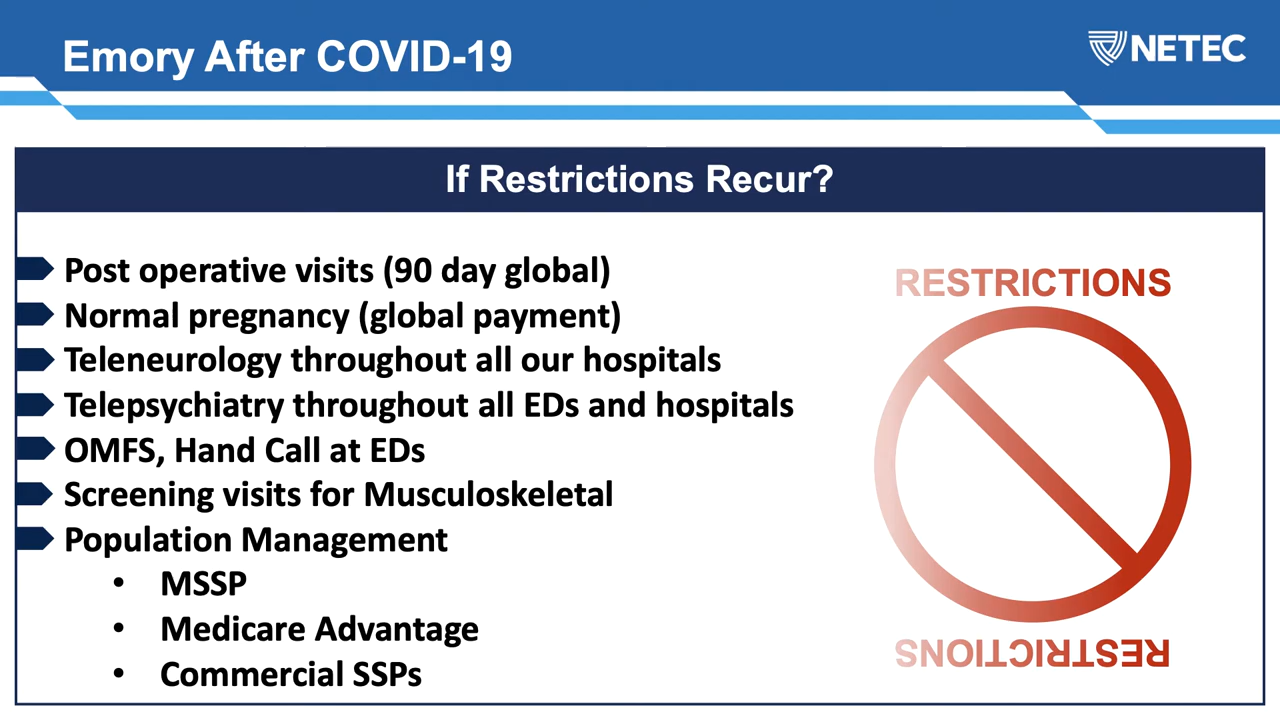 Emory After COVID-19
NETEC
If Restrictions Recur?
Post operative visits (90 day global)
Normal pregnancy (global payment)
Teleneurology throughout all our hospitals
Telepsychiatry throughout all EDs and hospitals
OMFS, Hand Call at EDs
Screening visits for Musculoskeletal
Population Management
• MSSP
• Medicare Advantage
• Commercial SSPs
RESTRICTIONS
RESTRICTIONS